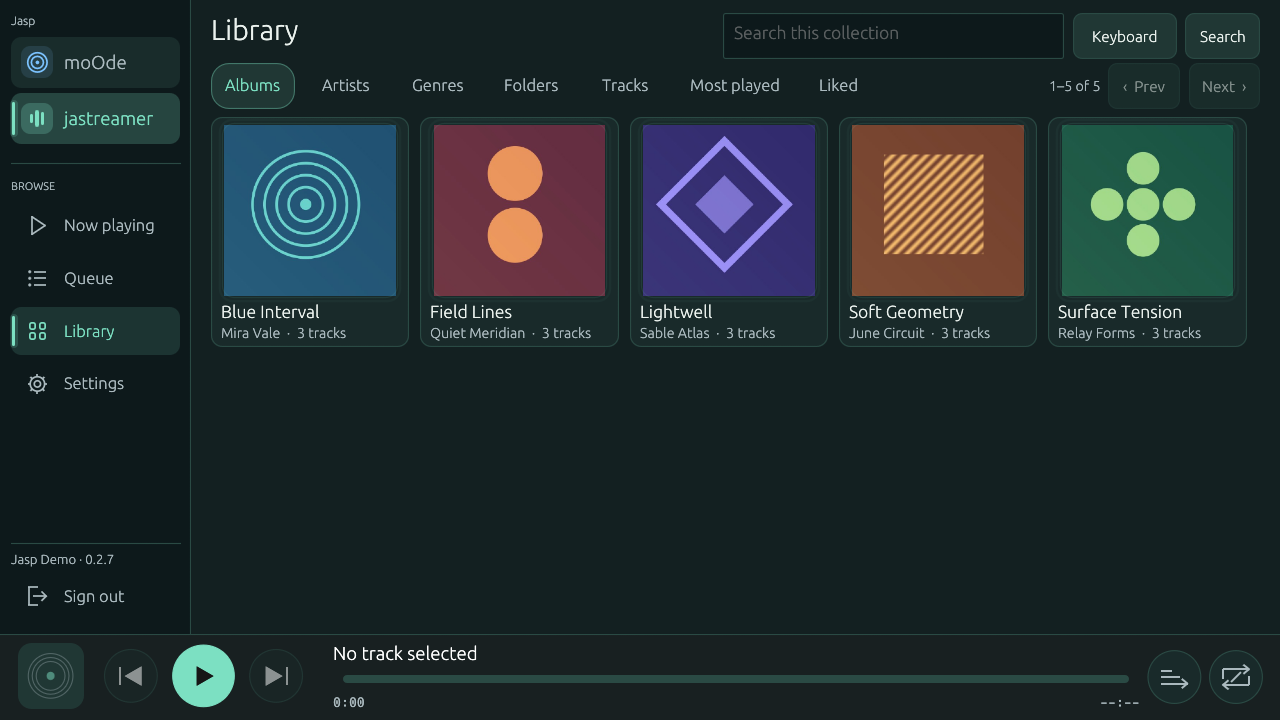 Jasp
moOde
jastreamer
BROWSE
Now playing
Queue
Library
Settings
Jasp Demo · 0.2.7
Sign out
Library
Search this collection
Keyboard
Search
Albums
Artists
Genres
Folders
Tracks
Most played
Liked
1–5 of 5
‹ Prev
Next ›
Blue Interval
Mira Vale · 3 tracks
Field Lines
Quiet Meridian · 3 tracks
Lightwell
Sable Atlas · 3 tracks
Soft Geometry
June Circuit · 3 tracks
Surface Tension
Relay Forms · 3 tracks
No track selected
0:00
--:--